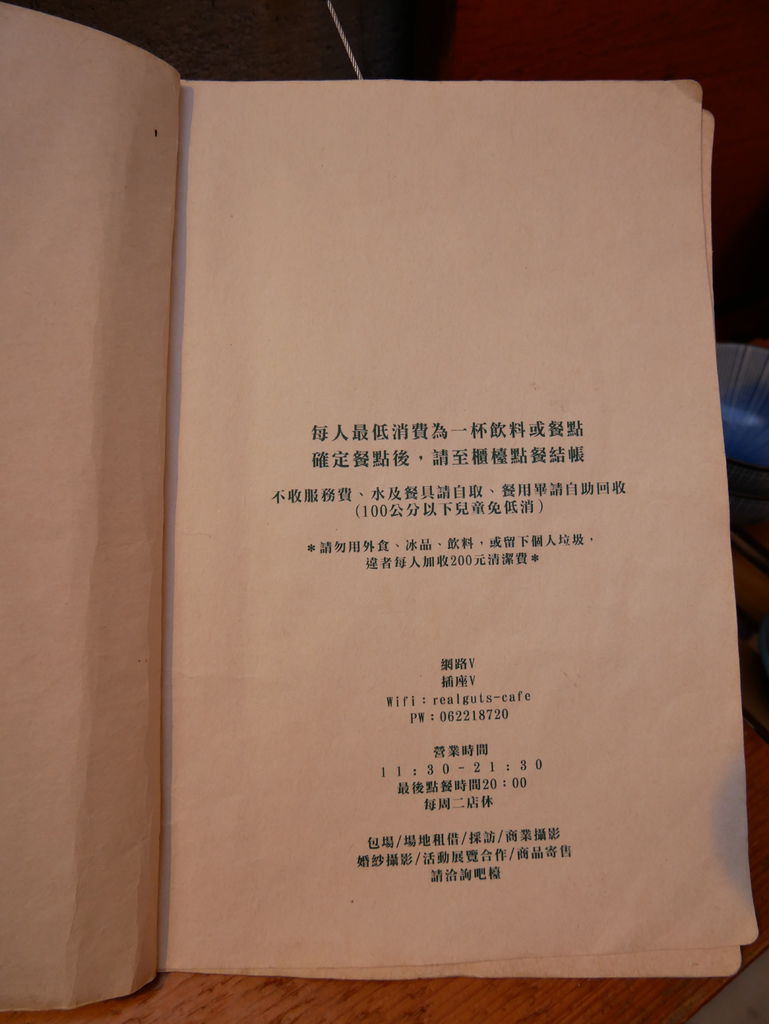 每人最低消費為一杯飲料或餐點
確定餐點後，請至櫃檯點餐結帳
不收服務費、水及餐具請自取、餐用畢請自助回收
(100公分以下兒童免低消)
＊請勿用外食、冰品、飲料，或留下個人垃圾，
違者每人加收200元清潔費＊
網路V
插座V
Wifi：realguts-cafe
PW：062218720
營業時間
11:30-21:30
最後點餐時間20:00
每周二店休
包場/場地租借/採訪/商業攝影
婚紗攝影/活動展覽合作/商品寄售
請洽詢吧檯